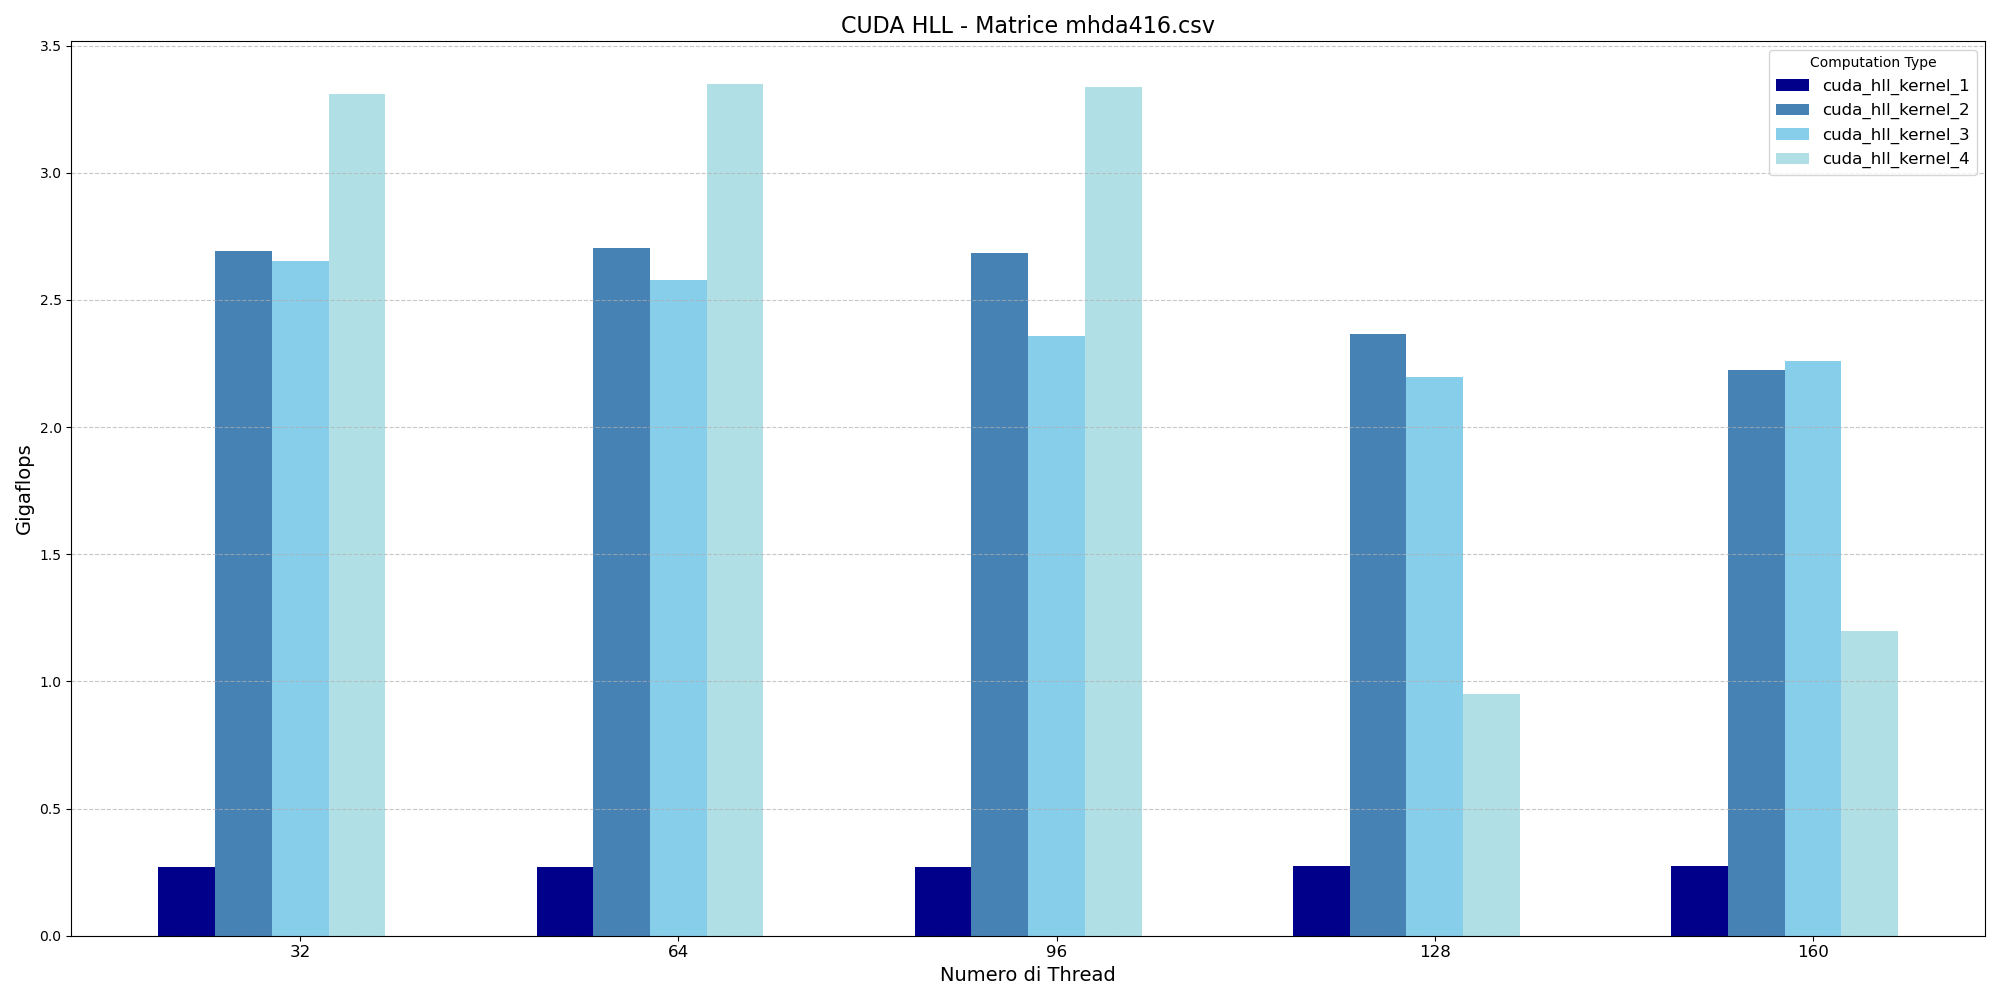 CUDA HLL - Matrice mhda416.csv
Computation Type
cuda_hll_kernel_1
cuda_hll_kernel_2
cuda_hll_kernel_3
cuda_hll_kernel_4
Gigaflops
3.5
3.0
2.5
2.0
1.5
1.0
0.5
0.0
32 64 96 128 160
Numero di Thread